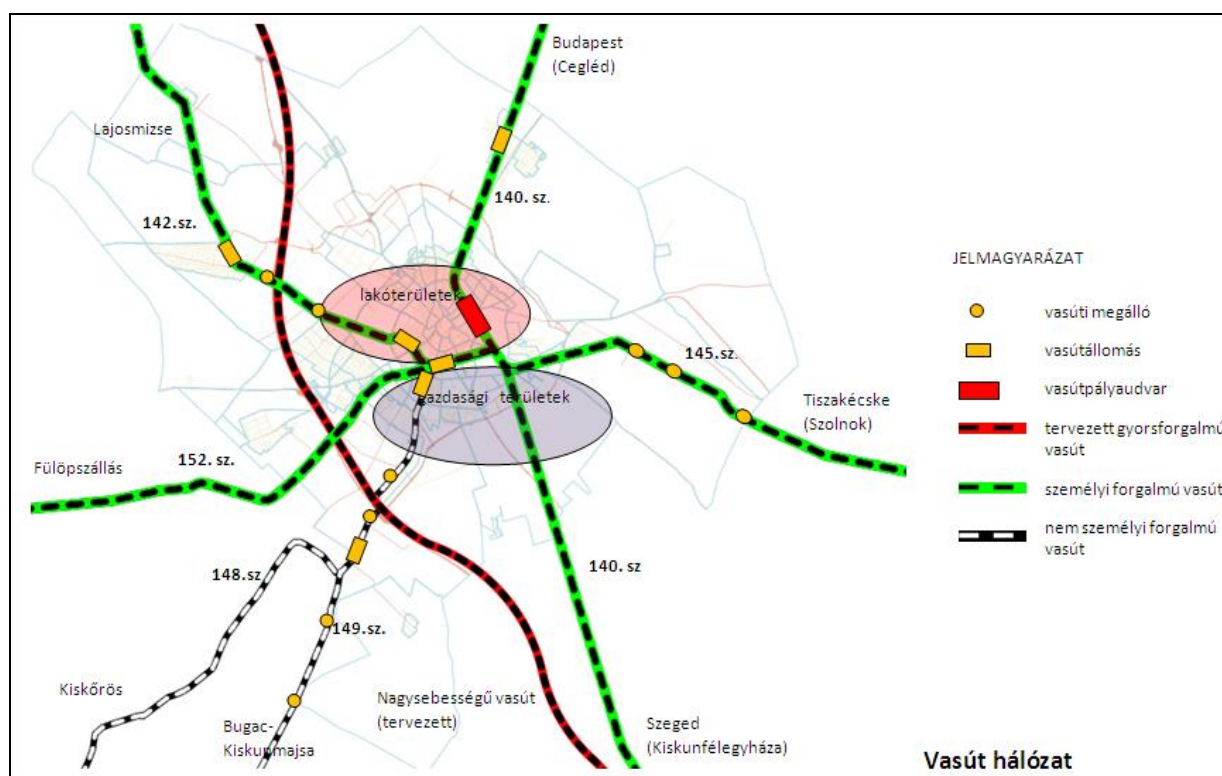 Budapest
(Cegléd)
Lajosmizse
140. sz.
142.sz.
lakóterületek
145.sz.
gazdasági területek
Tiszakécske
(Szolnok)
Fülöpszállás
152. sz.
148.sz
140. sz
149.sz.
Kiskőrös
Bugac-
Kiskunmajsa
Nagysebességű vasút
(tervezett)
Szeged
(Kiskunfélegyháza)
JELMAGYARÁZAT
vasúti megálló
vasútállomás
vasútpályaudvar
tervezett gyorsforgalmú
vasút
személyi forgalmú vasút
nem személyi forgalmú
vasút
Vasút hálózat